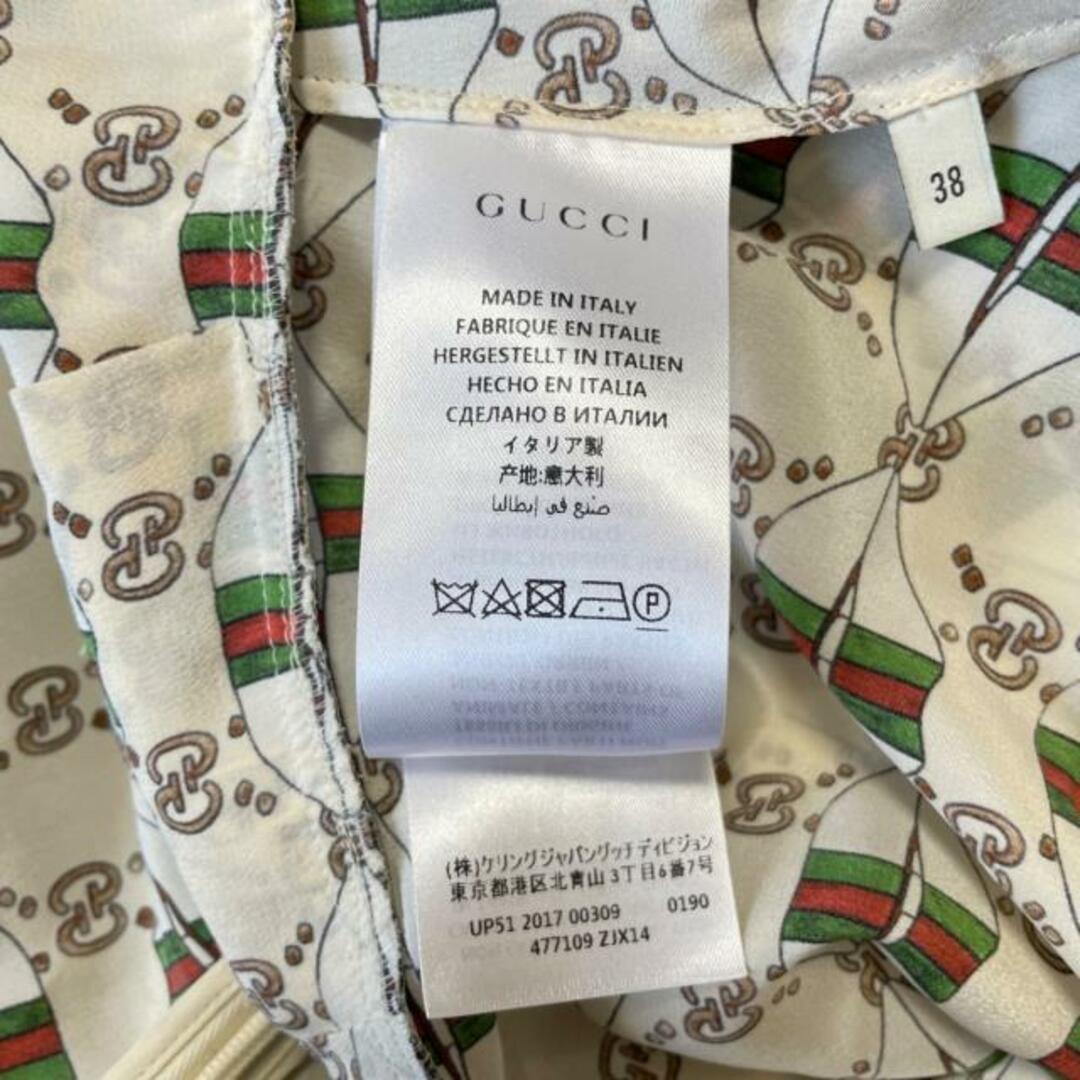 GUCCI
38
MADE IN ITALY
FABRIQUE EN ITALIE
HERGESTELLT IN ITALIEN
HECHO EN ITALIA
СДЕЛАНО В ИТАЛИИ
イタリア製
产地:意大利
صنع في إيطاليا
P
(株)ケリングジャパングッチディビジョン
東京都港区北青山3丁目6番7号
UP51 2017 00309 0190
477109 ZJX14